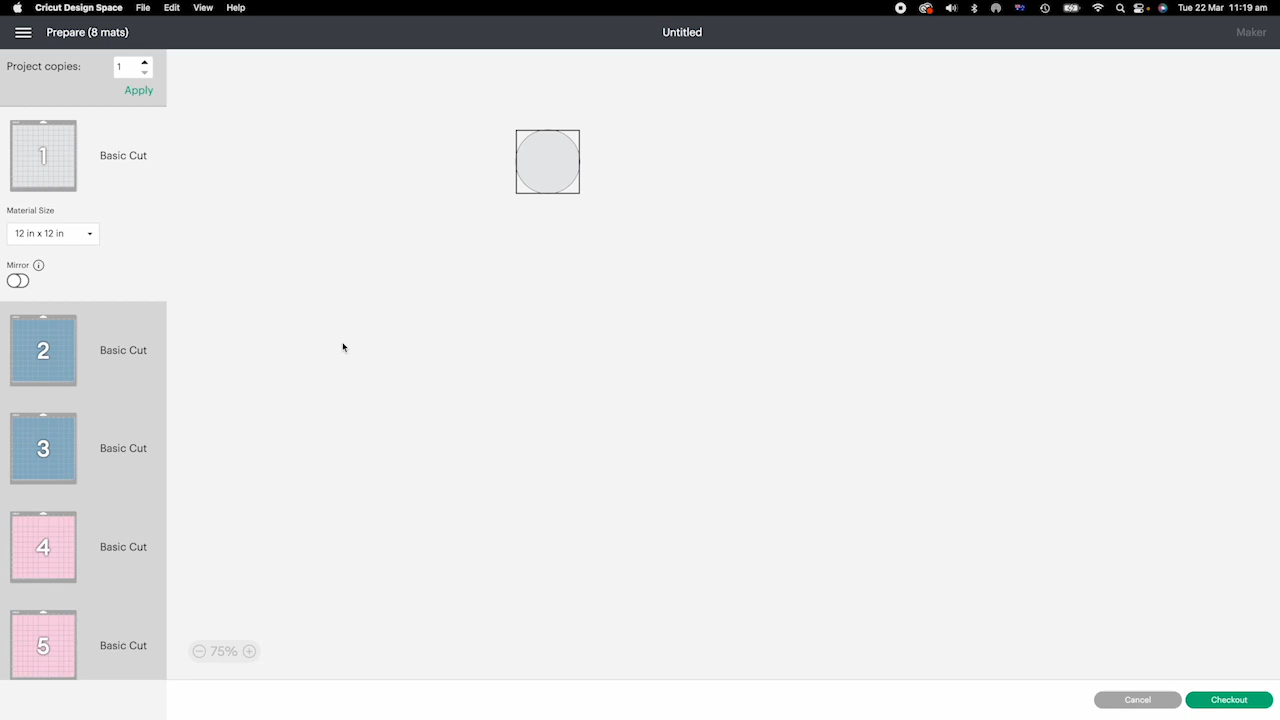 Cricut Design Space File Edit View Help Tue 22 Mar 11:19 am
Prepare (8 mats) Untitled Maker
Project copies: 1
Apply
1 Basic Cut
Material Size
12 in x 12 in
Mirror i
2 Basic Cut
3 Basic Cut
4 Basic Cut
5 Basic Cut
75%
Cancel Checkout